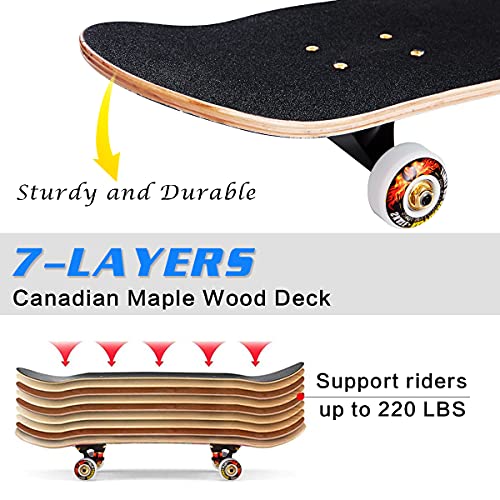 Sturdy and Durable
7-LAYERS
Canadian Maple Wood Deck
Support riders
up to 220 LBS